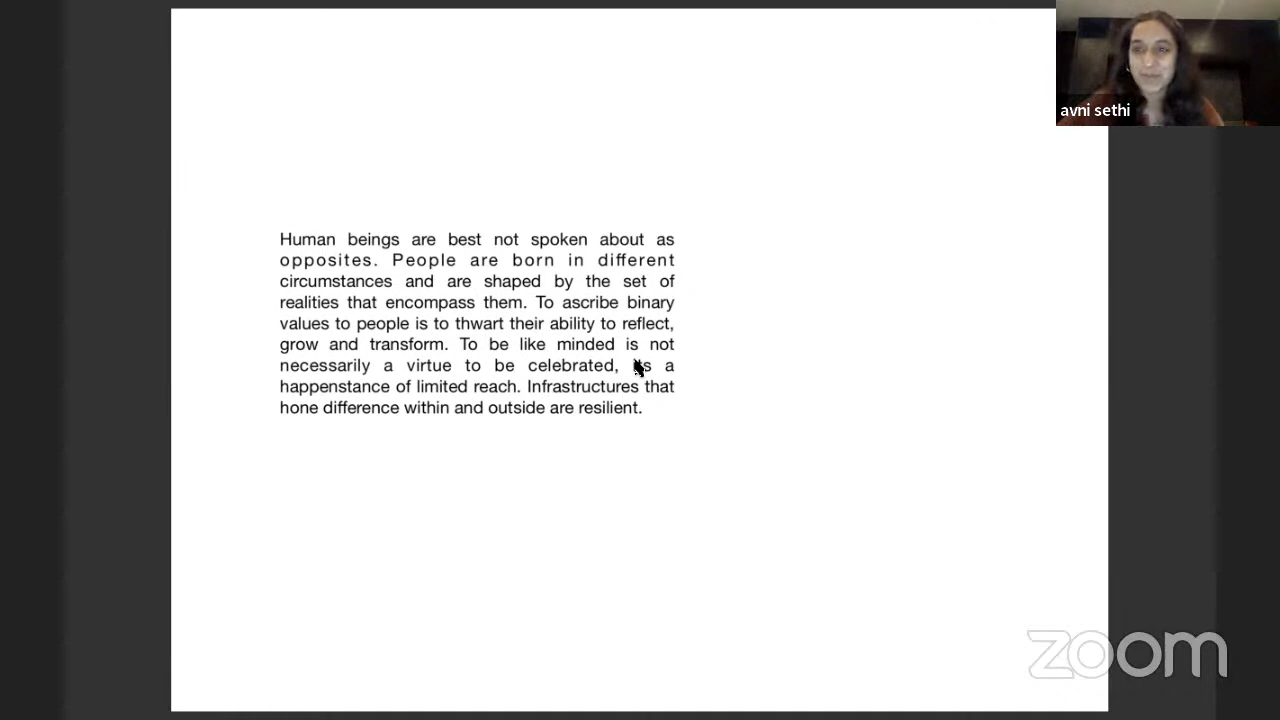 avni sethi
Human beings are best not spoken about as
opposites. People are born in different
circumstances and are shaped by the set of
realities that encompass them. To ascribe binary
values to people is to thwart their ability to reflect,
grow and transform. To be like minded is not
necessarily a virtue to be celebrated, a
happenstance of limited reach. Infrastructures that
hone difference within and outside are resilient.
zoom